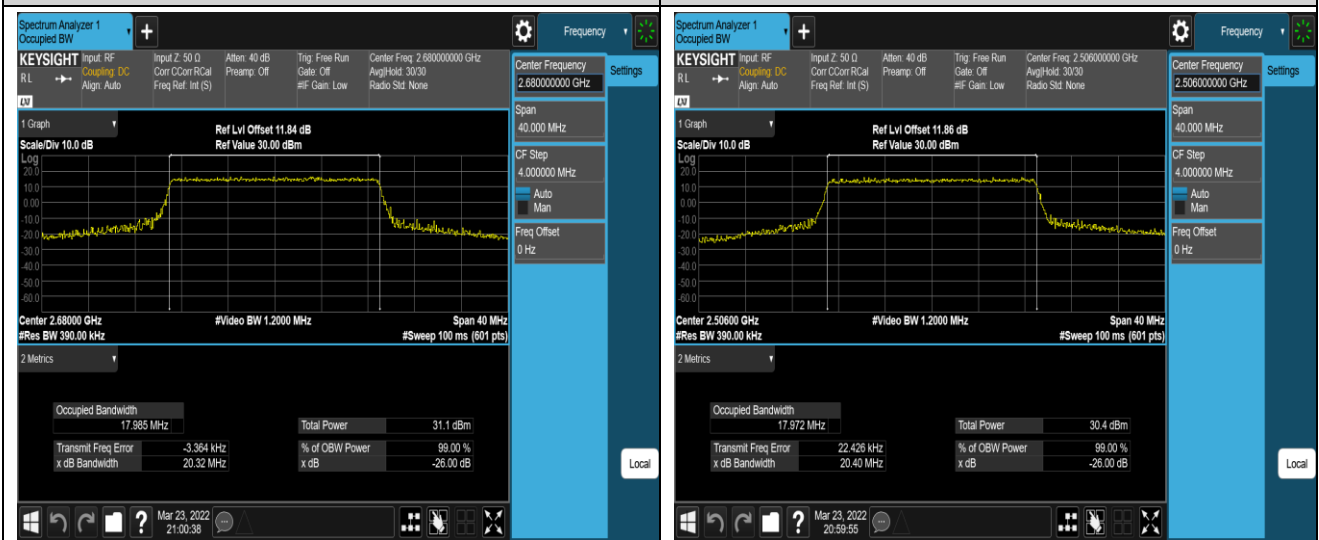 Spectrum Analyzer 1
Occupied BW
Frequency
KEYSIGHT
R L
LXI
Input: RF
Coupling: DC
Align: Auto
Input Z: 50 Ω
Corr CCorr RCal
Freq Ref: Int (S)
Atten: 40 dB
Preamp: Off
Trig: Free Run
Gate: Off
#IF Gain: Low
Center Freq: 2.680000000 GHz
Avg|Hold: 30/30
Radio Std: None
Center Frequency
2.680000000 GHz
Settings
Span
40.000 MHz
CF Step
4.000000 MHz
Auto
Man
Freq Offset
0 Hz
Local
1 Graph
Scale/Div 10.0 dB
Ref Lvl Offset 11.84 dB
Ref Value 30.00 dBm
Log
20.0
10.0
0.00
-10.0
-20.0
-30.0
-40.0
-50.0
-60.0
Center 2.68000 GHz
#Video BW 1.2000 MHz
Span 40 MHz
#Res BW 390.00 kHz
#Sweep 100 ms (601 pts)
2 Metrics
Occupied Bandwidth
17.985 MHz
Total Power 31.1 dBm
Transmit Freq Error -3.364 kHz
% of OBW Power 99.00 %
x dB Bandwidth 20.32 MHz
x dB -26.00 dB
?
Mar 23, 2022
21:00:38
Spectrum Analyzer 1
Occupied BW
Frequency
KEYSIGHT
R L
LXI
Input: RF
Coupling: DC
Align: Auto
Input Z: 50 Ω
Corr CCorr RCal
Freq Ref: Int (S)
Atten: 40 dB
Preamp: Off
Trig: Free Run
Gate: Off
#IF Gain: Low
Center Freq: 2.506000000 GHz
Avg|Hold: 30/30
Radio Std: None
Center Frequency
2.506000000 GHz
Settings
Span
40.000 MHz
CF Step
4.000000 MHz
Auto
Man
Freq Offset
0 Hz
Local
1 Graph
Scale/Div 10.0 dB
Ref Lvl Offset 11.86 dB
Ref Value 30.00 dBm
Log
20.0
10.0
0.00
-10.0
-20.0
-30.0
-40.0
-50.0
-60.0
Center 2.50600 GHz
#Video BW 1.2000 MHz
Span 40 MHz
#Res BW 390.00 kHz
#Sweep 100 ms (601 pts)
2 Metrics
Occupied Bandwidth
17.972 MHz
Total Power 30.4 dBm
Transmit Freq Error 22.426 kHz
% of OBW Power 99.00 %
x dB Bandwidth 20.40 MHz
x dB -26.00 dB
?
Mar 23, 2022
20:59:55